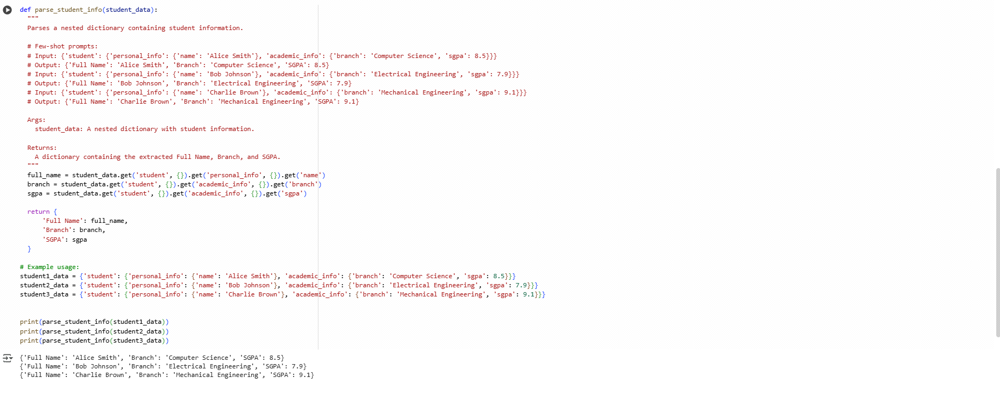 def parse_student_info(student_data):
  """
  Parses a nested dictionary containing student information.

  # Few-shot prompts:
  # Input: {'student': {'personal_info': {'name': 'Alice Smith'}, 'academic_info': {'branch': 'Computer Science', 'sgpa': 8.5}}}
  # Output: {'Full Name': 'Alice Smith', 'Branch': 'Computer Science', 'SGPA': 8.5}
  # Input: {'student': {'personal_info': {'name': 'Bob Johnson'}, 'academic_info': {'branch': 'Electrical Engineering', 'sgpa': 7.9}}}
  # Output: {'Full Name': 'Bob Johnson', 'Branch': 'Electrical Engineering', 'SGPA': 7.9}
  # Input: {'student': {'personal_info': {'name': 'Charlie Brown'}, 'academic_info': {'branch': 'Mechanical Engineering', 'sgpa': 9.1}}}
  # Output: {'Full Name': 'Charlie Brown', 'Branch': 'Mechanical Engineering', 'SGPA': 9.1}

  Args:
    student_data: A nested dictionary with student information.

  Returns:
    A dictionary containing the extracted Full Name, Branch, and SGPA.
  """
  full_name = student_data.get('student', {}).get('personal_info', {}).get('name')
  branch = student_data.get('student', {}).get('academic_info', {}).get('branch')
  sgpa = student_data.get('student', {}).get('academic_info', {}).get('sgpa')

  return {
      'Full Name': full_name,
      'Branch': branch,
      'SGPA': sgpa
  }

# Example usage:
student1_data = {'student': {'personal_info': {'name': 'Alice Smith'}, 'academic_info': {'branch': 'Computer Science', 'sgpa': 8.5}}}
student2_data = {'student': {'personal_info': {'name': 'Bob Johnson'}, 'academic_info': {'branch': 'Electrical Engineering', 'sgpa': 7.9}}}
student3_data = {'student': {'personal_info': {'name': 'Charlie Brown'}, 'academic_info': {'branch': 'Mechanical Engineering', 'sgpa': 9.1}}}

print(parse_student_info(student1_data))
print(parse_student_info(student2_data))
print(parse_student_info(student3_data))
{'Full Name': 'Alice Smith', 'Branch': 'Computer Science', 'SGPA': 8.5}
{'Full Name': 'Bob Johnson', 'Branch': 'Electrical Engineering', 'SGPA': 7.9}
{'Full Name': 'Charlie Brown', 'Branch': 'Mechanical Engineering', 'SGPA': 9.1}